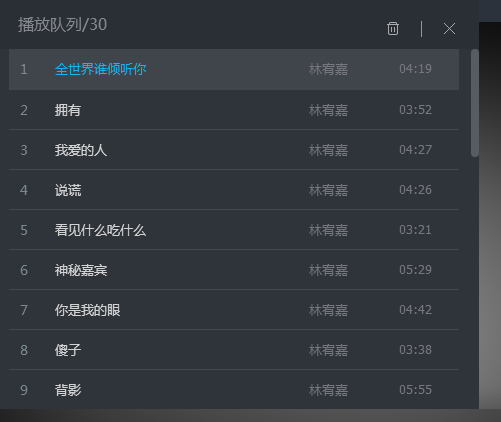 播放队列/30
1 全世界谁倾听你 林宥嘉 04:19
2 拥有 林宥嘉 03:52
3 我爱的人 林宥嘉 04:27
4 说谎 林宥嘉 04:26
5 看见什么吃什么 林宥嘉 03:21
6 神秘嘉宾 林宥嘉 05:29
7 你是我的眼 林宥嘉 04:42
8 傻子 林宥嘉 03:38
9 背影 林宥嘉 05:55